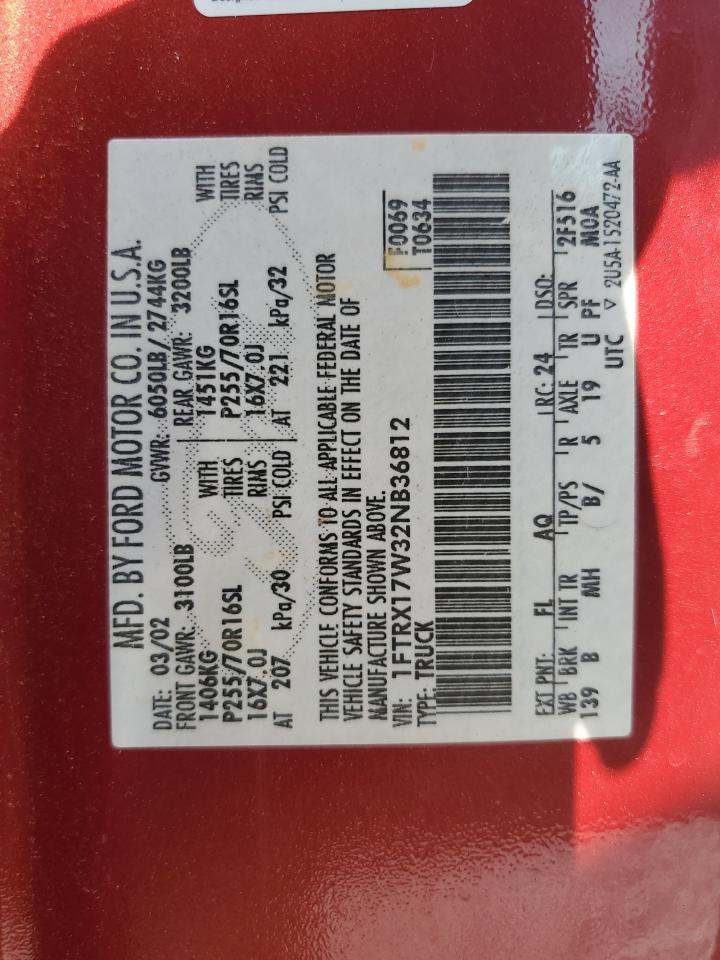 MFD. BY FORD MOTOR CO. IN U.S.A.
DATE: 03/02 GVWR: 6050LB/ 2744KG
FRONT GAWR: 3100LB REAR GAWR: 3200LB
1406KG WITH 1451KG WITH
P255/70R16SL TIRES P255/70R16SL TIRES
16X7.0J RIMS 16X7.0J RIMS
AT 207 kPa/30 PSI COLD AT 221 kPa/32 PSI COLD
THIS VEHICLE CONFORMS TO ALL APPLICABLE FEDERAL MOTOR
VEHICLE SAFETY STANDARDS IN EFFECT ON THE DATE OF
MANUFACTURE SHOWN ABOVE.
VIN: 1FTRX17W32NB36812 F0069
TYPE: TRUCK T0634
EXT PNT: FL AQ RC: 24 DSO:
WB BRK INT TR TP/PS R AXLE TR SPR 2F516
139 B MH B/ 5 19 U PF M0A
UTC ▽ 2U5A-1520472-AA